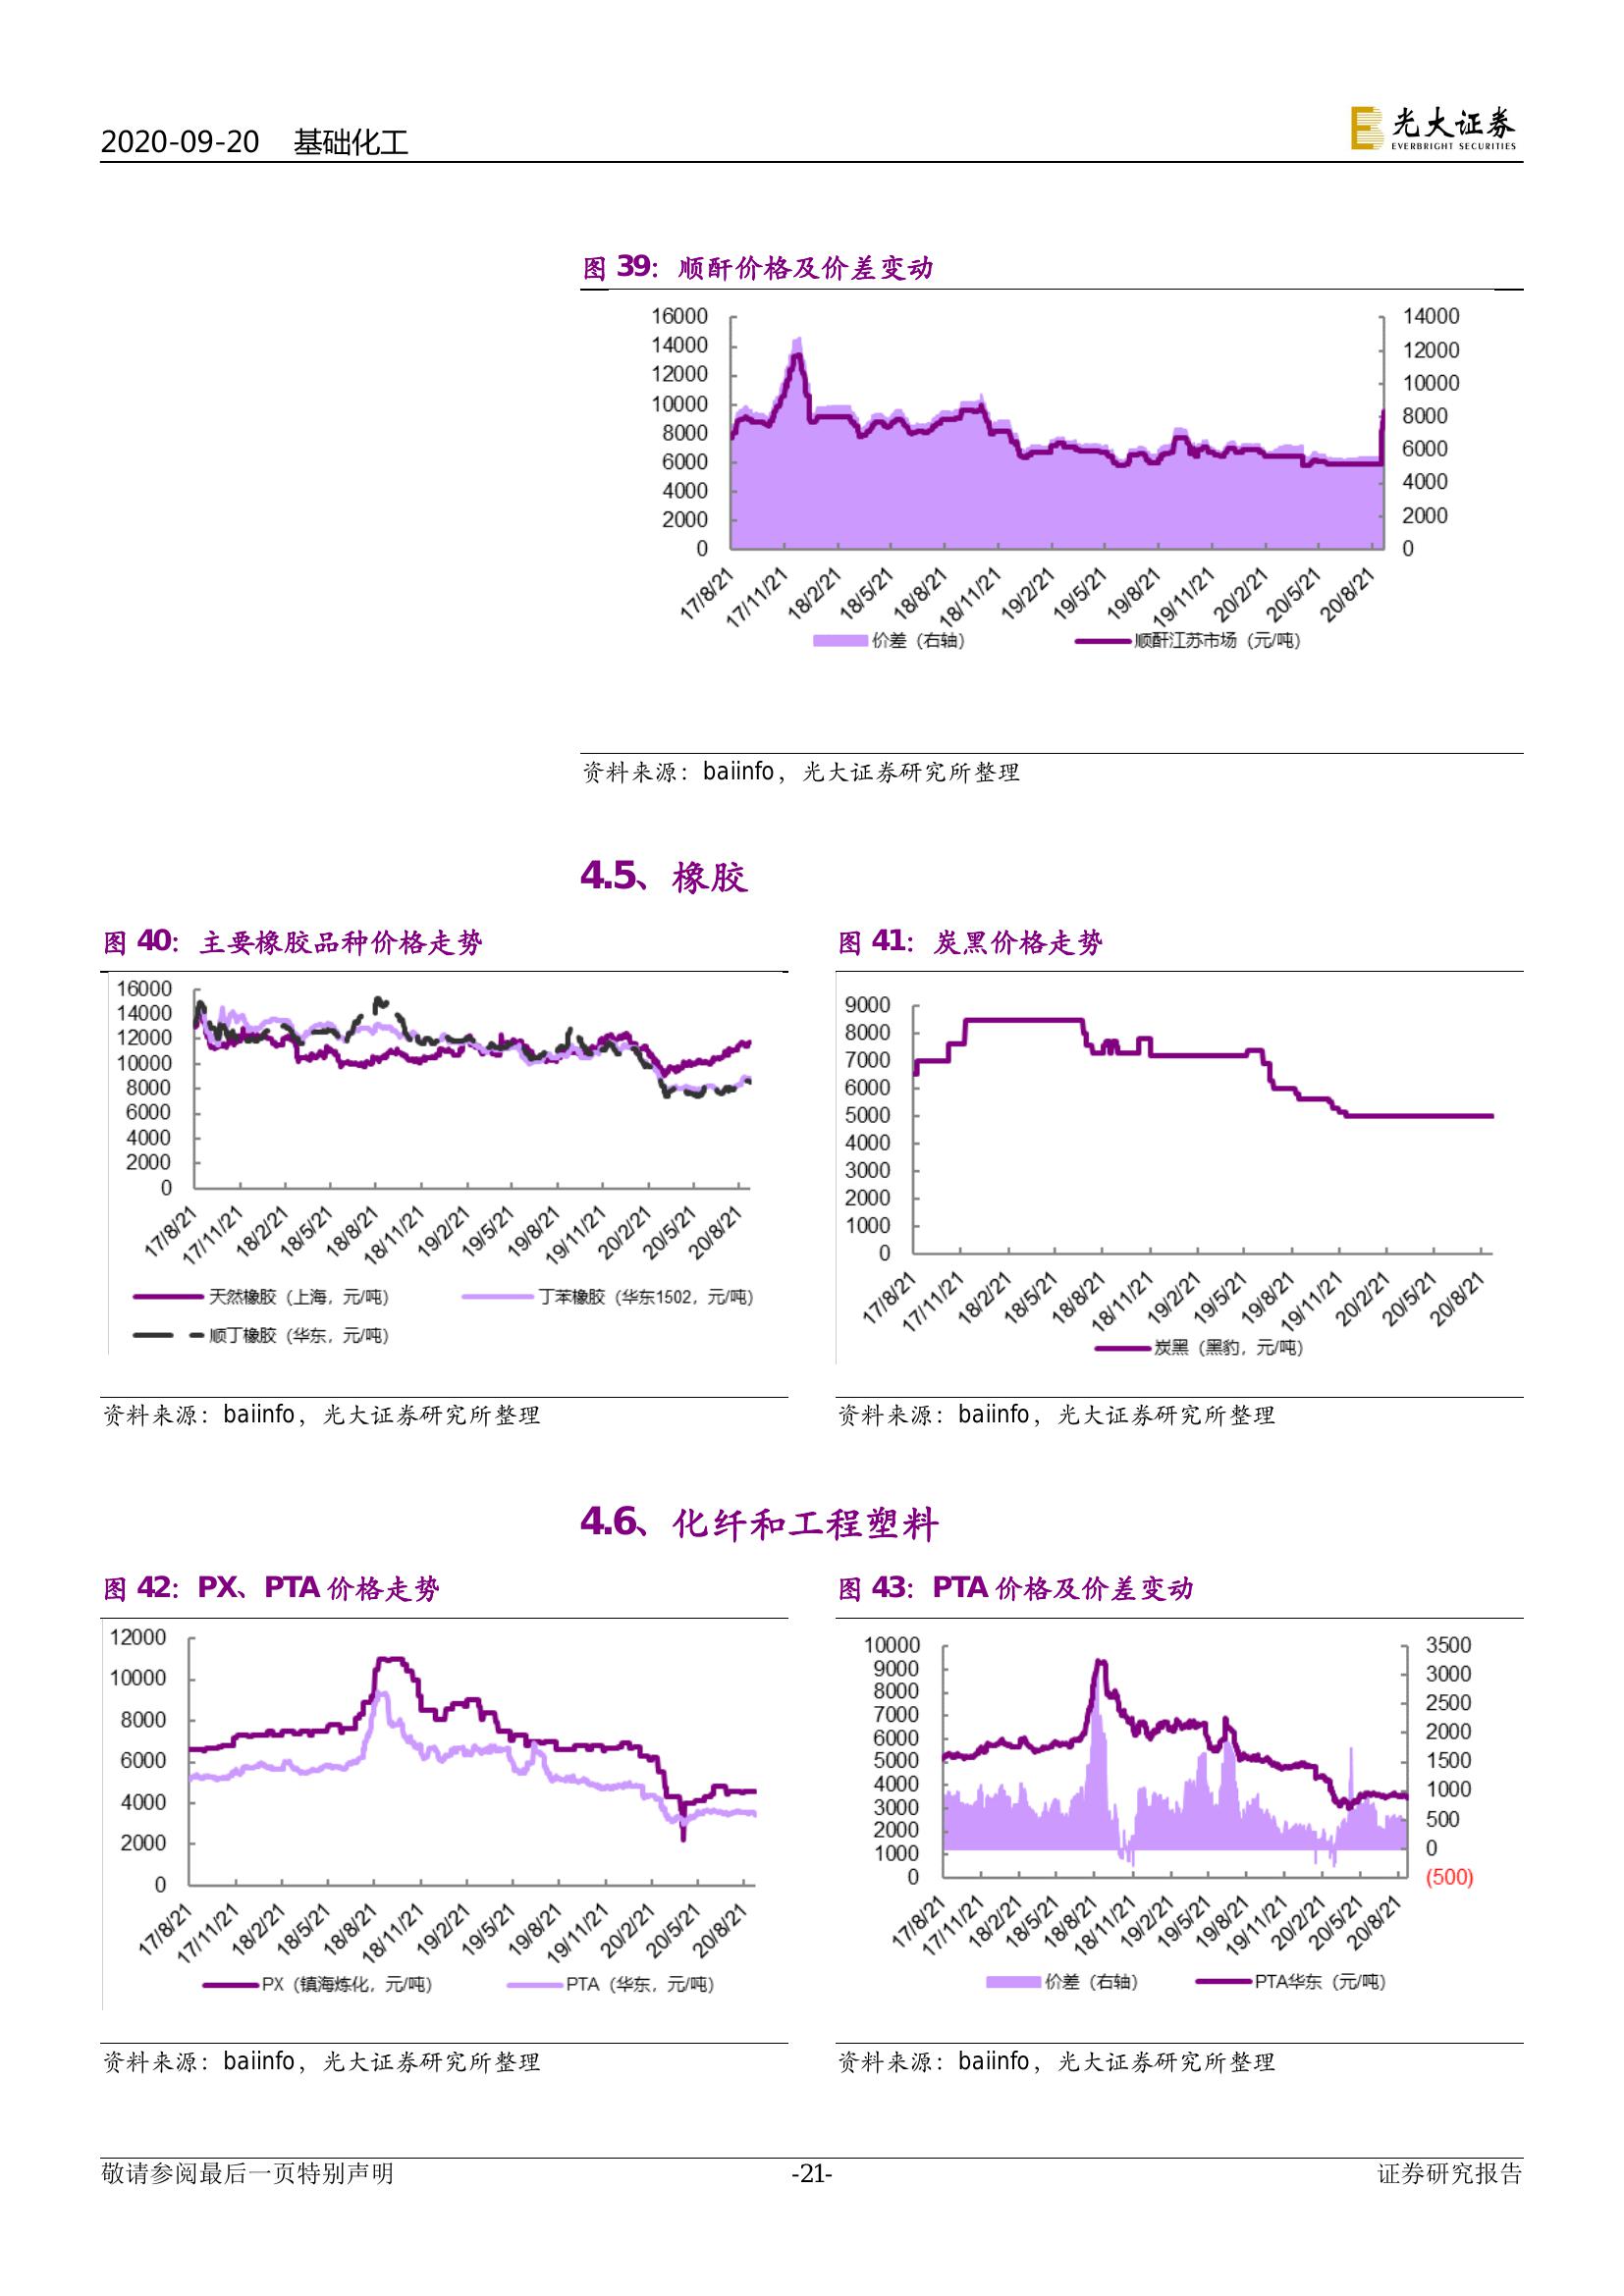 2020-09-20 基础化工
光大证券
EVERBRIGHT SECURITIES
图 39：顺酐价格及价差变动
16000
14000
12000
10000
8000
6000
4000
2000
0
14000
12000
10000
8000
6000
4000
2000
0
17/8/21 17/11/21 18/2/21 18/5/21 18/8/21 18/11/21 19/2/21 19/5/21 19/8/21 19/11/21 20/2/21 20/5/21 20/8/21
价差（右轴） 顺酐江苏市场（元/吨）
资料来源：baiinfo，光大证券研究所整理
4.5、橡胶
图 40：主要橡胶品种价格走势
16000
14000
12000
10000
8000
6000
4000
2000
0
17/8/21 17/11/21 18/2/21 18/5/21 18/8/21 18/11/21 19/2/21 19/5/21 19/8/21 19/11/21 20/2/21 20/5/21 20/8/21
天然橡胶（上海，元/吨） 丁苯橡胶（华东1502，元/吨）
顺丁橡胶（华东，元/吨）
资料来源：baiinfo，光大证券研究所整理
图 41：炭黑价格走势
9000
8000
7000
6000
5000
4000
3000
2000
1000
0
17/8/21 17/11/21 18/2/21 18/5/21 18/8/21 18/11/21 19/2/21 19/5/21 19/8/21 19/11/21 20/2/21 20/5/21 20/8/21
炭黑（黑豹，元/吨）
资料来源：baiinfo，光大证券研究所整理
4.6、化纤和工程塑料
图 42：PX、PTA 价格走势
12000
10000
8000
6000
4000
2000
0
17/8/21 17/11/21 18/2/21 18/5/21 18/8/21 18/11/21 19/2/21 19/5/21 19/8/21 19/11/21 20/2/21 20/5/21 20/8/21
PX（镇海炼化，元/吨） PTA（华东，元/吨）
资料来源：baiinfo，光大证券研究所整理
图 43：PTA 价格及价差变动
10000
9000
8000
7000
6000
5000
4000
3000
2000
1000
0
3500
3000
2500
2000
1500
1000
500
0
(500)
17/8/21 17/11/21 18/2/21 18/5/21 18/8/21 18/11/21 19/2/21 19/5/21 19/8/21 19/11/21 20/2/21 20/5/21 20/8/21
价差（右轴） PTA华东（元/吨）
资料来源：baiinfo，光大证券研究所整理
敬请参阅最后一页特别声明 -21- 证券研究报告